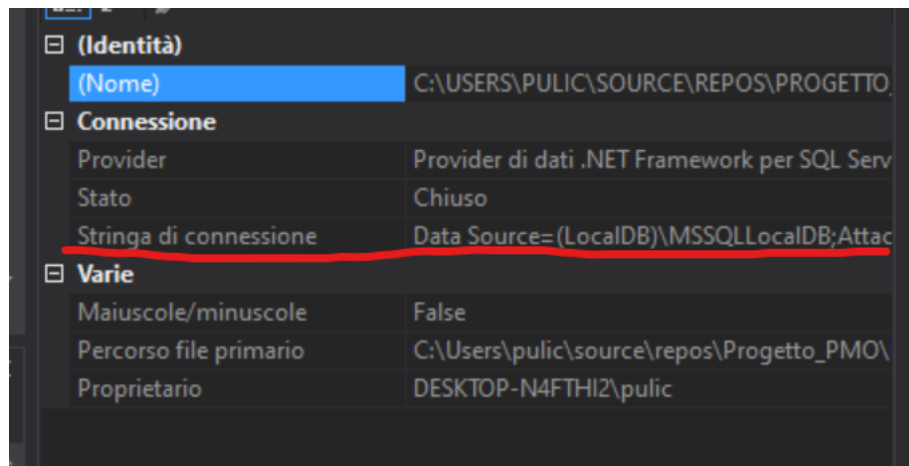 (Identità)
(Nome) C:\USERS\PULIC\SOURCE\REPOS\PROGETTO_
Connessione
Provider Provider di dati .NET Framework per SQL Serv
Stato Chiuso
Stringa di connessione Data Source=(LocalDB)\MSSQLLocalDB;Attac
Varie
Maiuscole/minuscole False
Percorso file primario C:\Users\pulic\source\repos\Progetto_PMO\
Proprietario DESKTOP-N4FTHI2\pulic